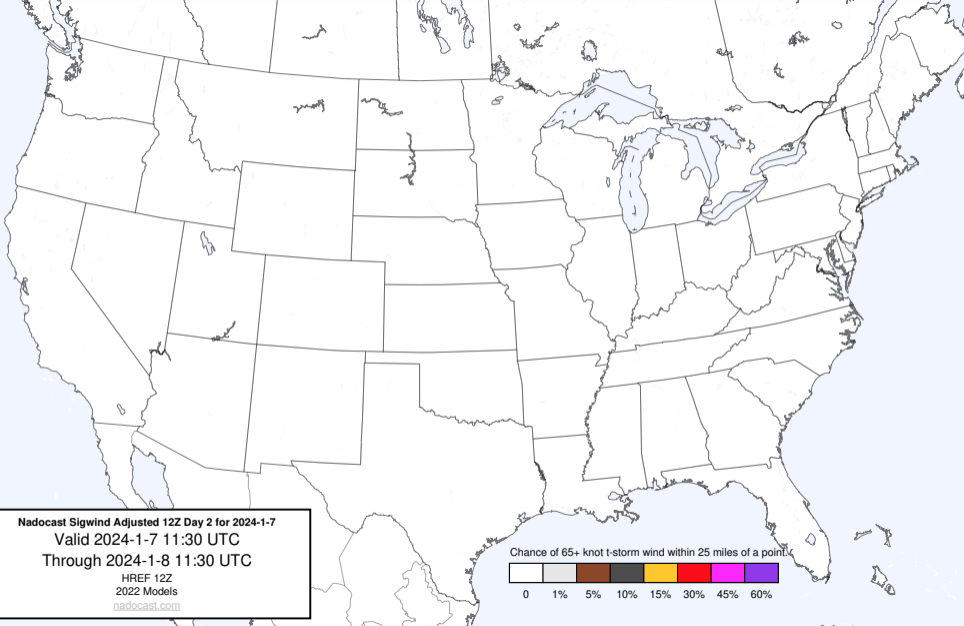 Nadocast Sigwind Adjusted 12Z Day 2 for 2024-1-7
Valid 2024-1-7 11:30 UTC
Through 2024-1-8 11:30 UTC
HREF 12Z
2022 Models
nadocast.com
Chance of 65+ knot t-storm wind within 25 miles of a point.
0 1% 5% 10% 15% 30% 45% 60%